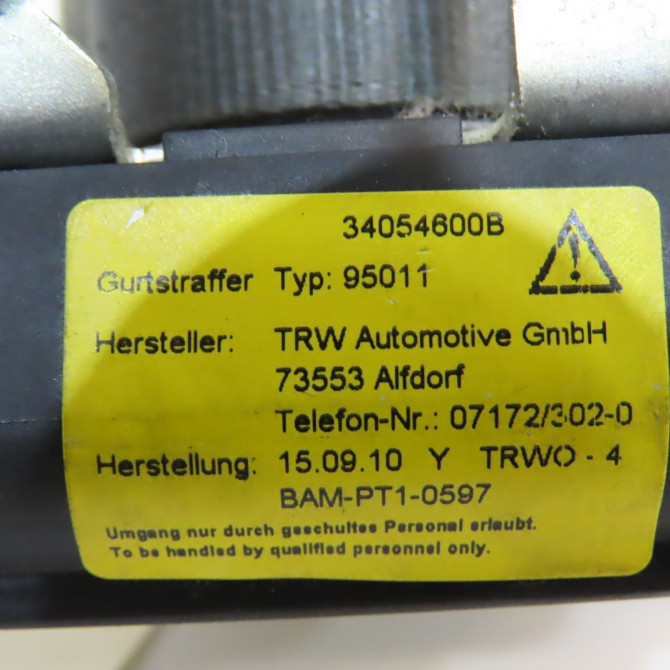 34054600B
Gurtstraffer Typ: 95011
Hersteller: TRW Automotive GmbH
73553 Alfdorf
Telefon-Nr.: 07172/302-0
Herstellung: 15.09.10 Y TRWO - 4
BAM-PT1-0597
Umgang nur durch geschultes Personal erlaubt.
To be handled by qualified personnel only.